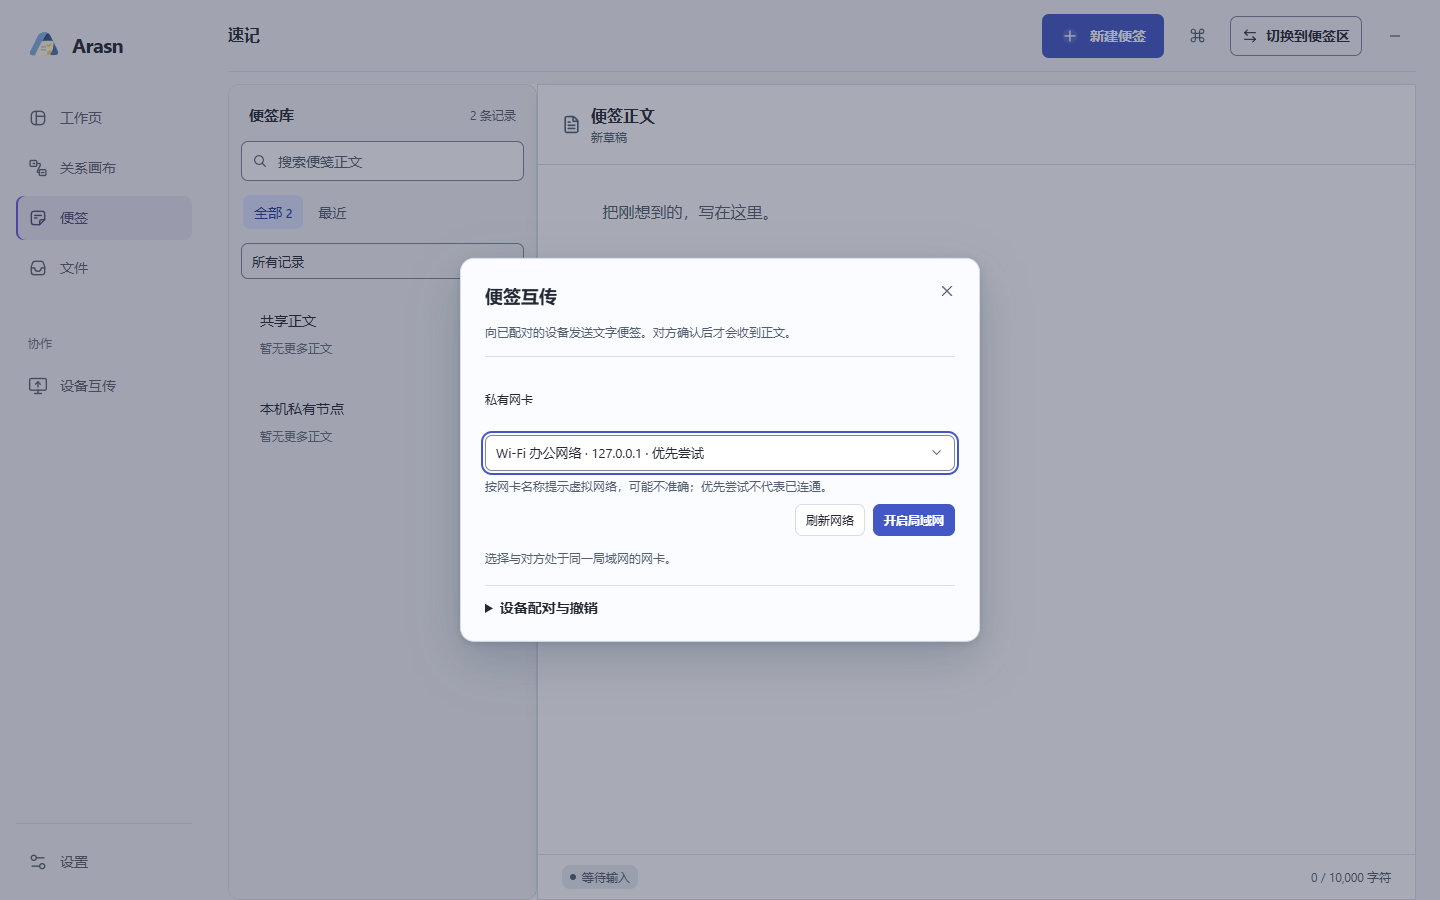 Arasn
工作页
关系画布
便签
文件
协作
设备互传
设置
速记
新建便签
切换到便签区
便签库
2 条记录
搜索便笺正文
全部 2
最近
所有记录
共享正文
暂无更多正文
本机私有节点
暂无更多正文
便签正文
新草稿
把刚想到的，写在这里。
等待输入
0 / 10,000 字符
便签互传
向已配对的设备发送文字便签。对方确认后才会收到正文。
私有网卡
Wi-Fi 办公网络 · 127.0.0.1 · 优先尝试
按网卡名称提示虚拟网络，可能不准确；优先尝试不代表已连通。
刷新网络
开启局域网
选择与对方处于同一局域网的网卡。
设备配对与撤销